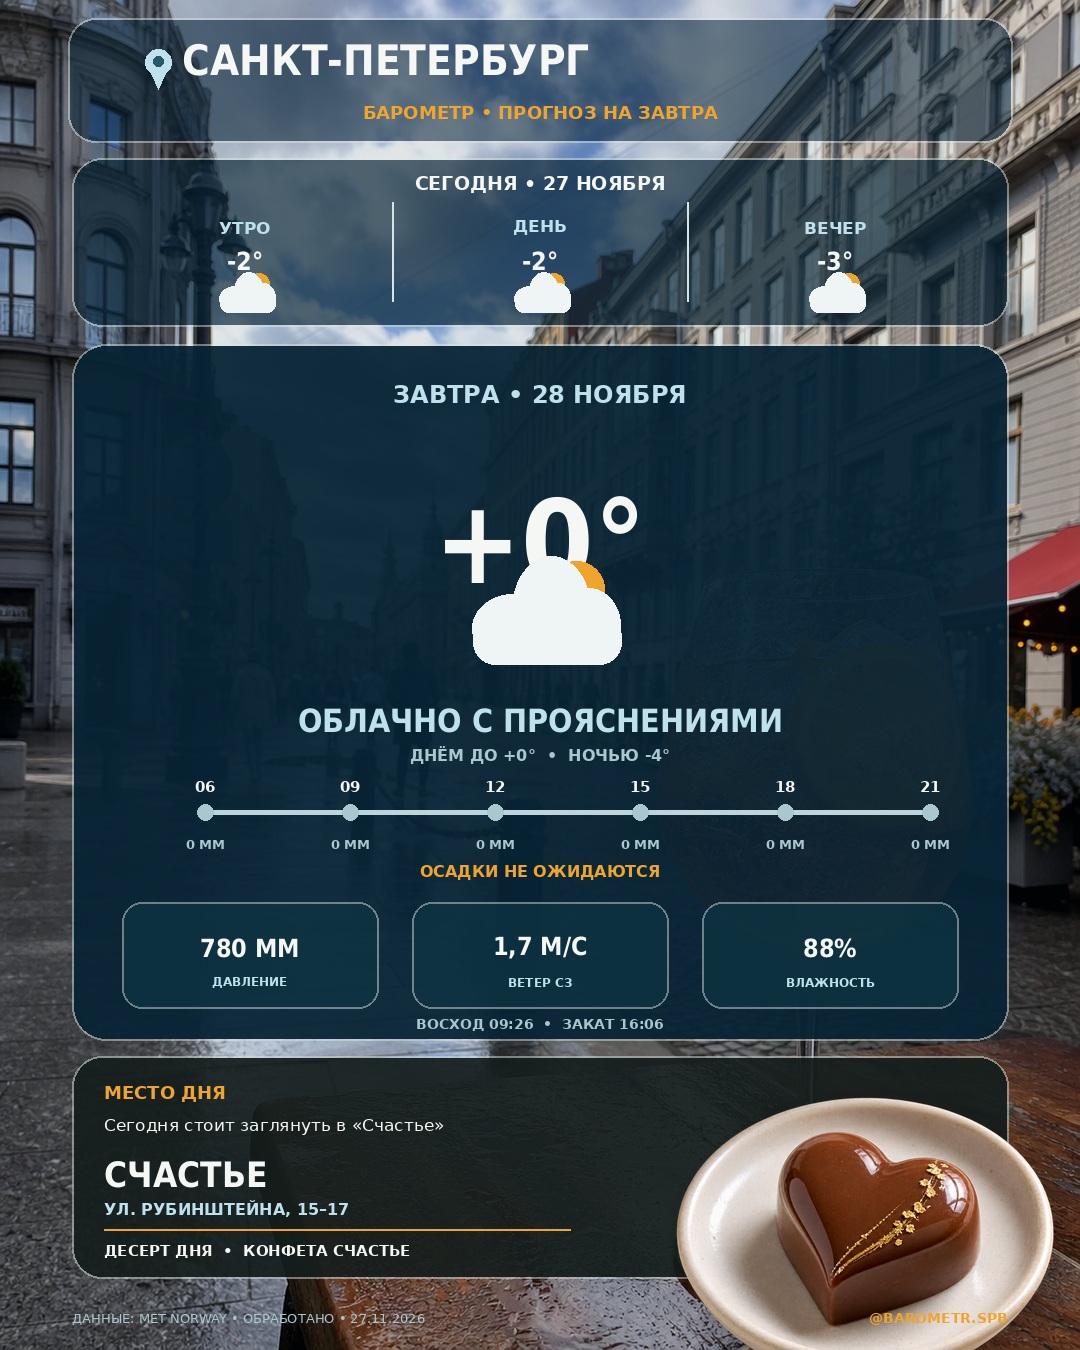 САНКТ-ПЕТЕРБУРГ
БАРОМЕТР • ПРОГНОЗ НА ЗАВТРА
СЕГОДНЯ • 27 НОЯБРЯ
УТРО ДЕНЬ ВЕЧЕР
-2° -2° -3°
ЗАВТРА • 28 НОЯБРЯ
+0°
ОБЛАЧНО С ПРОЯСНЕНИЯМИ
ДНЁМ ДО +0° • НОЧЬЮ -4°
06 09 12 15 18 21
0 ММ 0 ММ 0 ММ 0 ММ 0 ММ 0 ММ
ОСАДКИ НЕ ОЖИДАЮТСЯ
780 ММ 1,7 М/С 88%
ДАВЛЕНИЕ ВЕТЕР СЗ ВЛАЖНОСТЬ
ВОСХОД 09:26 • ЗАКАТ 16:06
МЕСТО ДНЯ
Сегодня стоит заглянуть в «Счастье»
СЧАСТЬЕ
УЛ. РУБИНШТЕЙНА, 15–17
ДЕСЕРТ ДНЯ • КОНФЕТА СЧАСТЬЕ
ДАННЫЕ: MET NORWAY • ОБРАБОТАНО • 27.11.2026
@BAROMETR.SPB